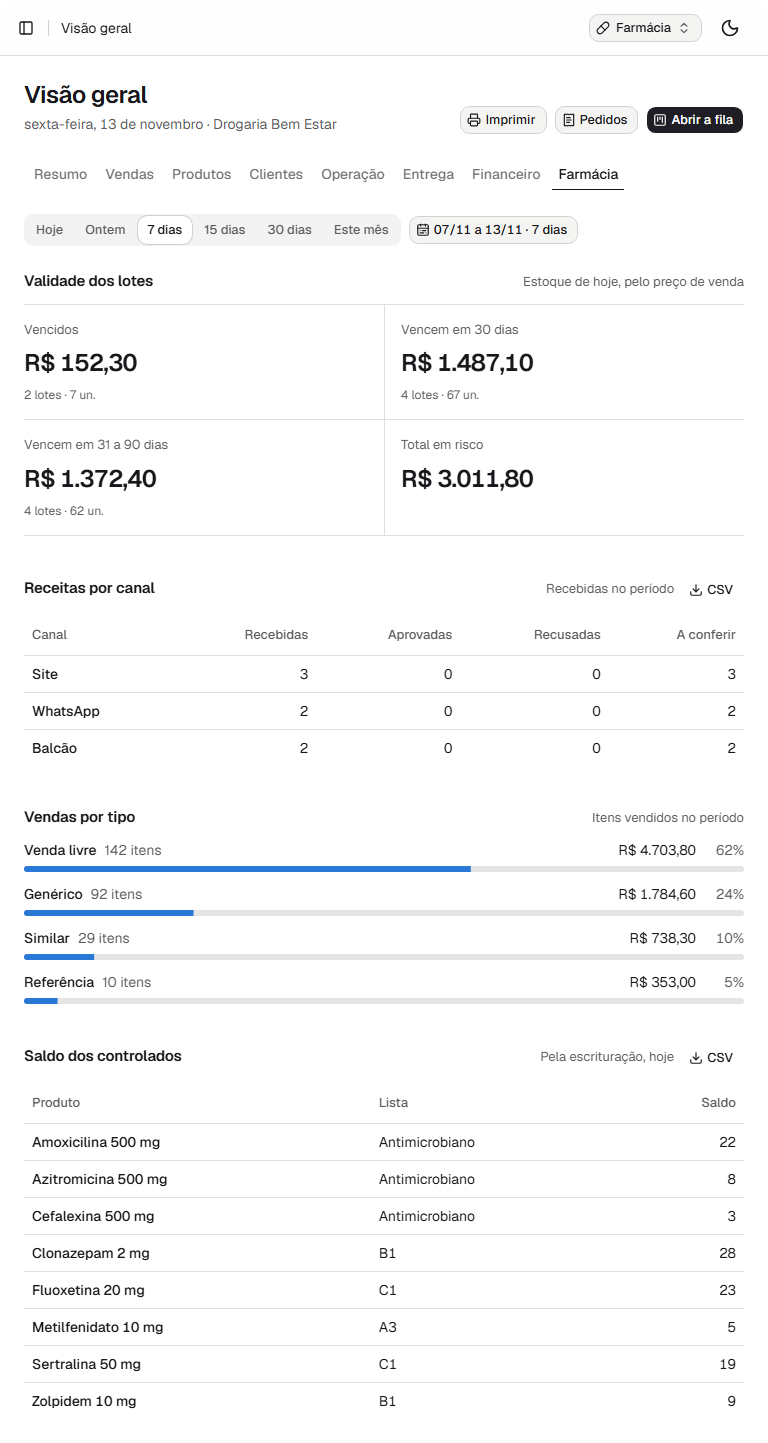 Visão geral
Farmácia
Visão geral
sexta-feira, 13 de novembro · Drogaria Bem Estar
Imprimir
Pedidos
Abrir a fila
Resumo Vendas Produtos Clientes Operação Entrega Financeiro Farmácia
Hoje Ontem 7 dias 15 dias 30 dias Este mês
07/11 a 13/11 · 7 dias
Validade dos lotes
Estoque de hoje, pelo preço de venda
Vencidos
R$ 152,30
2 lotes · 7 un.
Vencem em 30 dias
R$ 1.487,10
4 lotes · 67 un.
Vencem em 31 a 90 dias
R$ 1.372,40
4 lotes · 62 un.
Total em risco
R$ 3.011,80
Receitas por canal
Recebidas no período
CSV
Canal Recebidas Aprovadas Recusadas A conferir
Site 3 0 0 3
WhatsApp 2 0 0 2
Balcão 2 0 0 2
Vendas por tipo
Itens vendidos no período
Venda livre 142 itens R$ 4.703,80 62%
Genérico 92 itens R$ 1.784,60 24%
Similar 29 itens R$ 738,30 10%
Referência 10 itens R$ 353,00 5%
Saldo dos controlados
Pela escrituração, hoje
CSV
Produto Lista Saldo
Amoxicilina 500 mg Antimicrobiano 22
Azitromicina 500 mg Antimicrobiano 8
Cefalexina 500 mg Antimicrobiano 3
Clonazepam 2 mg B1 28
Fluoxetina 20 mg C1 23
Metilfenidato 10 mg A3 5
Sertralina 50 mg C1 19
Zolpidem 10 mg B1 9